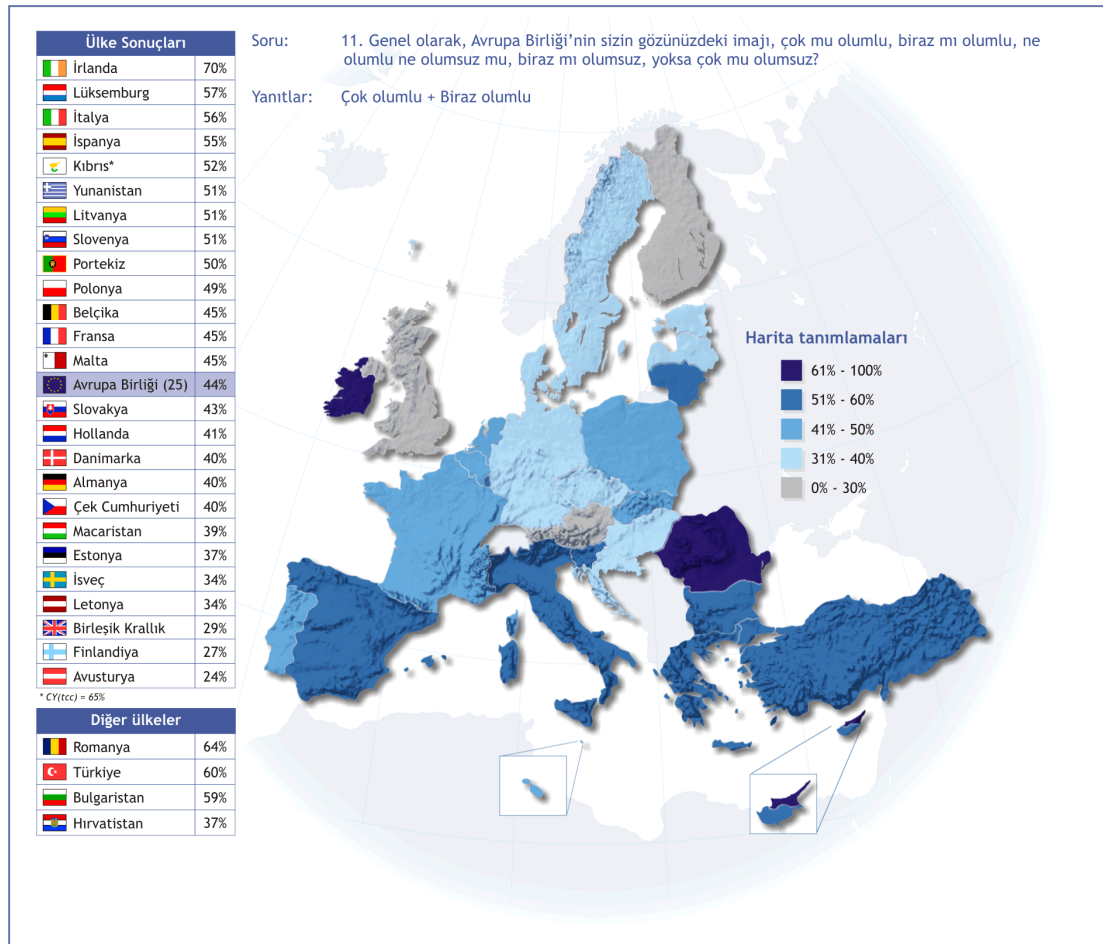 Ülke Sonuçları
İrlanda 70%
Lüksemburg 57%
İtalya 56%
İspanya 55%
Kıbrıs* 52%
Yunanistan 51%
Litvanya 51%
Slovenya 51%
Portekiz 50%
Polonya 49%
Belçika 45%
Fransa 45%
Malta 45%
Avrupa Birliği (25) 44%
Slovakya 43%
Hollanda 41%
Danimarka 40%
Almanya 40%
Çek Cumhuriyeti 40%
Macaristan 39%
Estonya 37%
İsveç 34%
Letonya 34%
Birleşik Krallık 29%
Finlandiya 27%
Avusturya 24%
* CY(tcc) = 65%
Diğer ülkeler
Romanya 64%
Türkiye 60%
Bulgaristan 59%
Hırvatistan 37%
Soru: 11. Genel olarak, Avrupa Birliği’nin sizin gözünüzdeki imajı, çok mu olumlu, biraz mı olumlu, ne
olumlu ne olumsuz mu, biraz mı olumsuz, yoksa çok mu olumsuz?
Yanıtlar: Çok olumlu + Biraz olumlu
Harita tanımlamaları
61% - 100%
51% - 60%
41% - 50%
31% - 40%
0% - 30%